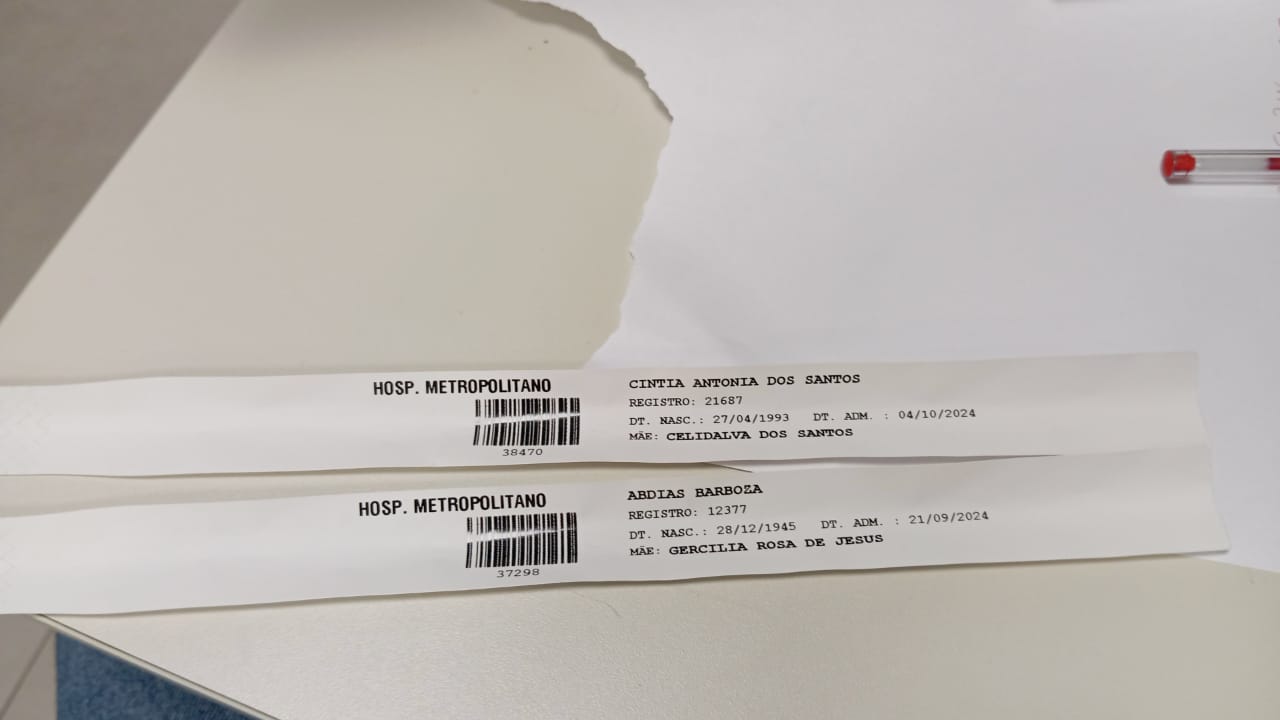 HOSP. METROPOLITANO
38470
CINTIA ANTONIA DOS SANTOS
REGISTRO: 21687
DT. NASC.: 27/04/1993 DT. ADM. : 04/10/2024
MÃE: CELIDALVA DOS SANTOS
HOSP. METROPOLITANO
37298
ABDIAS BARBOZA
REGISTRO: 12377
DT. NASC.: 28/12/1945 DT. ADM. : 21/09/2024
MÃE: GERCILIA ROSA DE JESUS